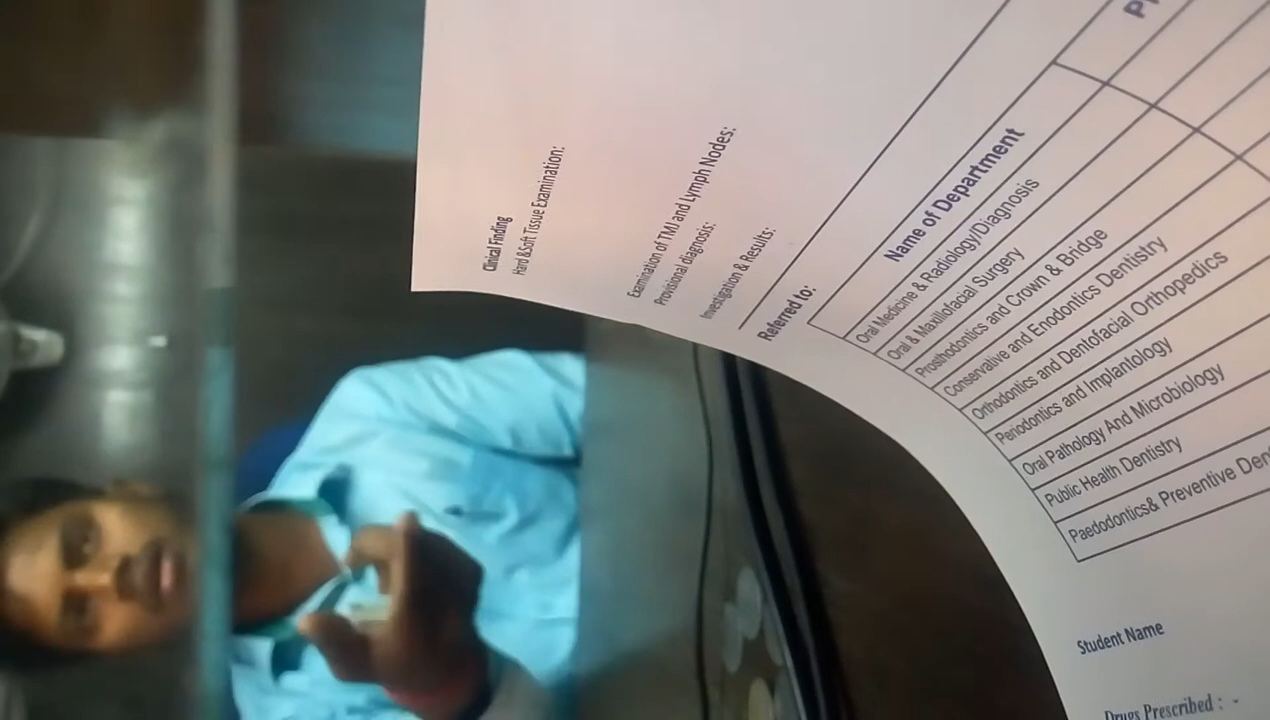 Clinical Finding
Hard & Soft Tissue Examination:
Examination of TMJ and Lymph Nodes:
Provisional diagnosis:
Investigation & Results:
Referred to:
Name of Department
Oral Medicine & Radiology/Diagnosis
Oral & Maxillofacial Surgery
Prosthodontics and Crown & Bridge
Conservative and Enodontics Dentistry
Orthodontics and Dentofacial Orthopedics
Periodontics and Implantology
Oral Pathology And Microbiology
Public Health Dentistry
Paedodontics& Preventive Den
Student Name
Drugs Prescribed : -